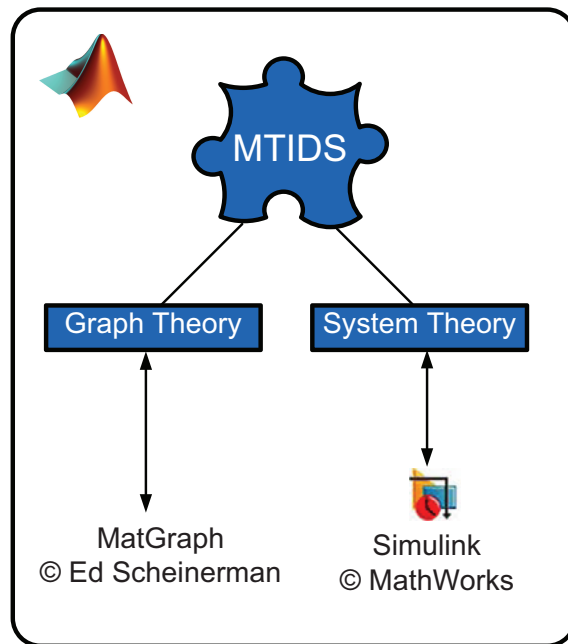 MTIDS
Graph Theory
System Theory
MatGraph
© Ed Scheinerman
Simulink
© MathWorks